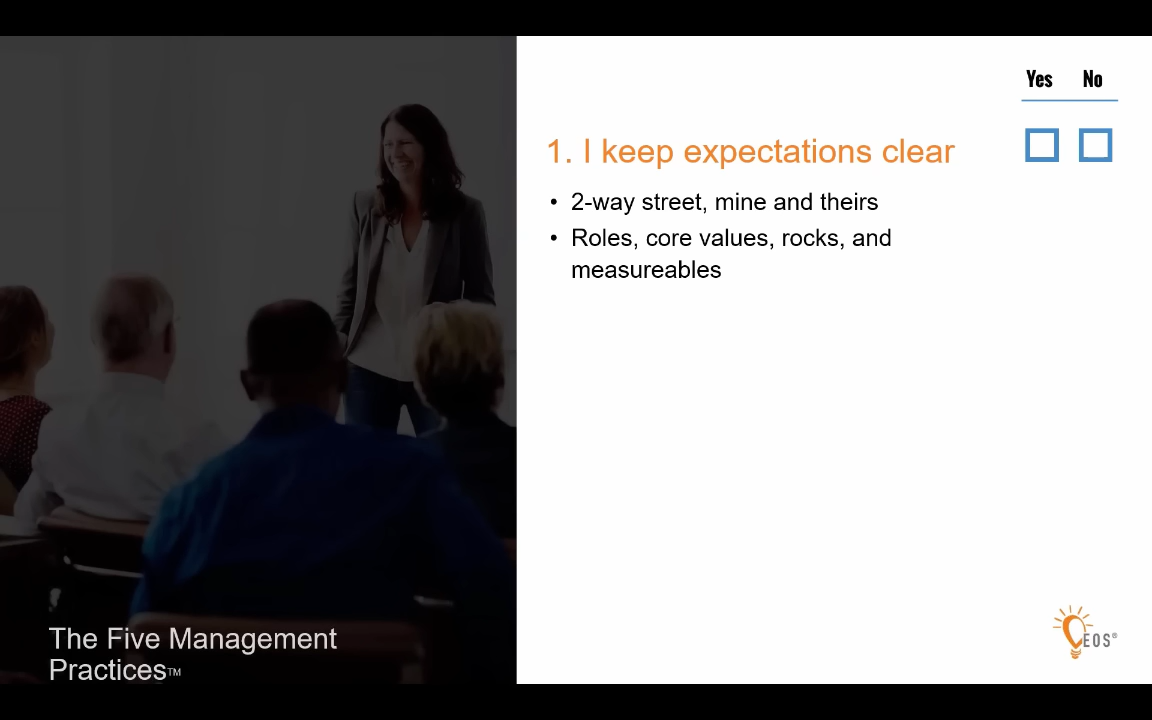 Yes No
1. I keep expectations clear
• 2-way street, mine and theirs
• Roles, core values, rocks, and
measureables
The Five Management
Practices™
EOS®